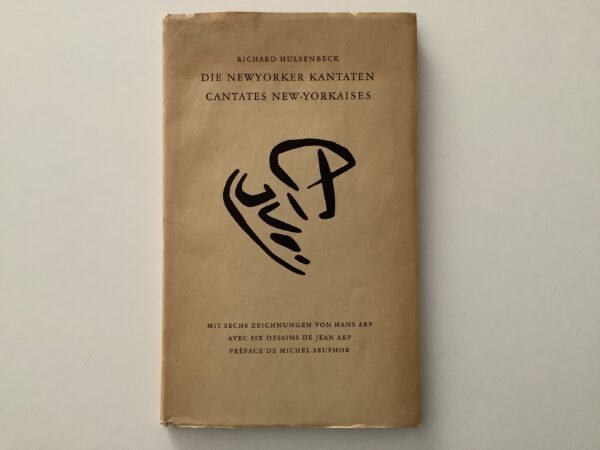 RICHARD HÜLSENBECK
DIE NEWYORKER KANTATEN
CANTATES NEW-YORKAISES
MIT SECHS ZEICHNUNGEN VON HANS ARP
AVEC SIX DESSINS DE JEAN ARP
PRÉFACE DE MICHEL SEUPHOR